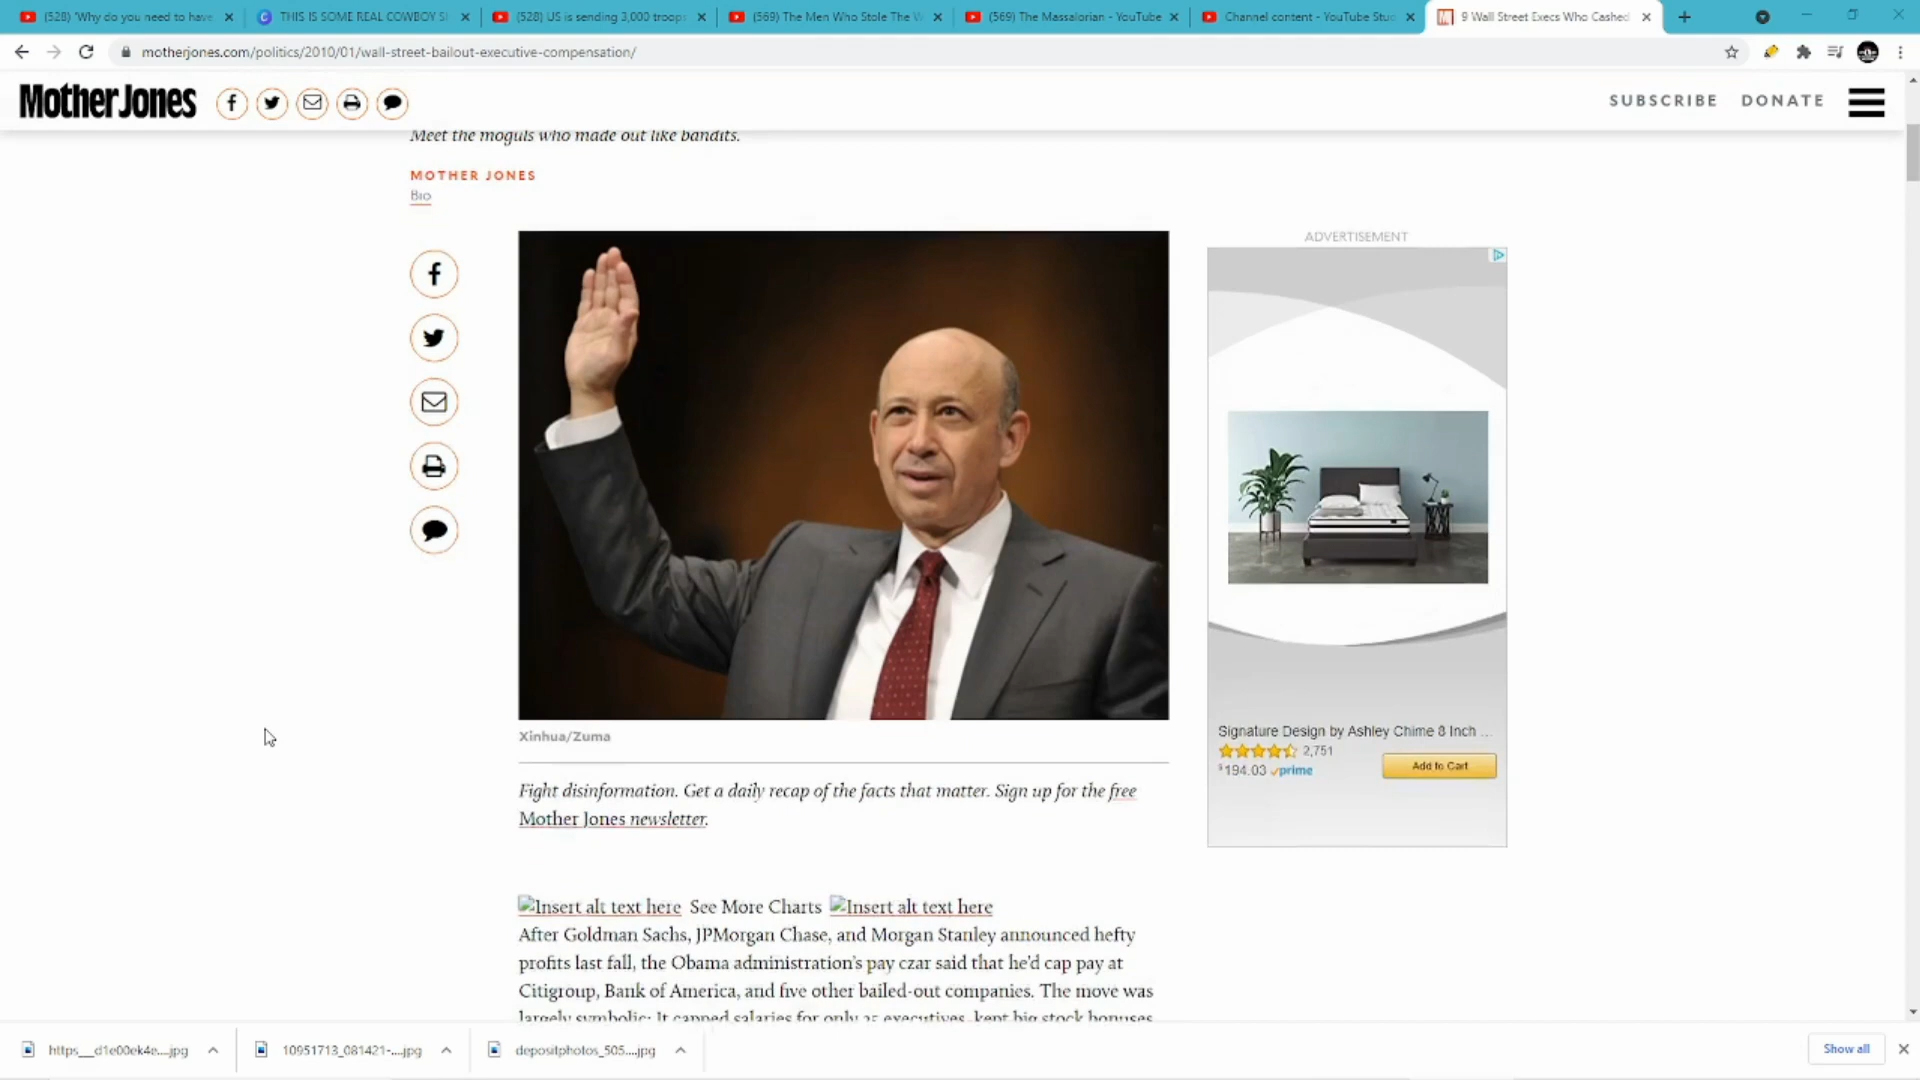 (528) "Why do you need to have
THIS IS SOME REAL COWBOY S
(528) US is sending 3,000 troops
(569) The Men Who Stole The W
(569) The Massalorian - YouTube
Channel content - YouTube Stud
9 Wall Street Execs Who Cashed
motherjones.com/politics/2010/01/wall-street-bailout-executive-compensation/
Mother Jones
SUBSCRIBE DONATE
Meet the moguls who made out like bandits.
MOTHER JONES
Bio
ADVERTISEMENT
Signature Design by Ashley Chime 8 Inch ...
2,751
$194.03 prime
Add to Cart
Xinhua/Zuma
Fight disinformation. Get a daily recap of the facts that matter. Sign up for the free
Mother Jones newsletter.
Insert alt text here See More Charts Insert alt text here
After Goldman Sachs, JPMorgan Chase, and Morgan Stanley announced hefty
profits last fall, the Obama administration's pay czar said that he'd cap pay at
Citigroup, Bank of America, and five other bailed-out companies. The move was
largely symbolic: It capped salaries for only 25 executives, kept big stock bonuses
https__d1e00ek4e....jpg
10951713_081421-....jpg
depositphotos_505....jpg
Show all